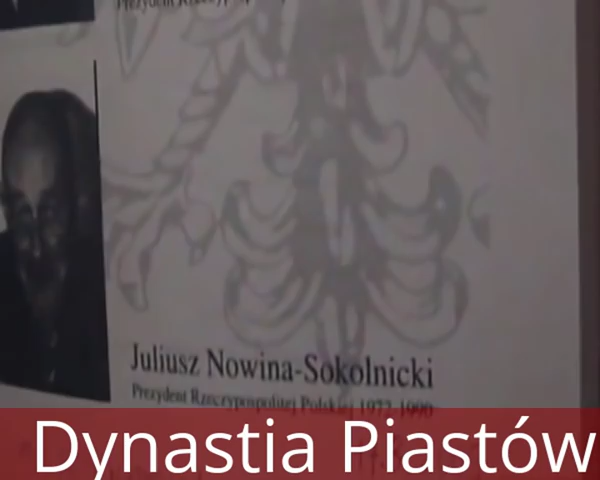 Juliusz Nowina-Sokolnicki
Prezydent Rzeczypospolitej Polskiej 1972-1990
Dynastia Piastów